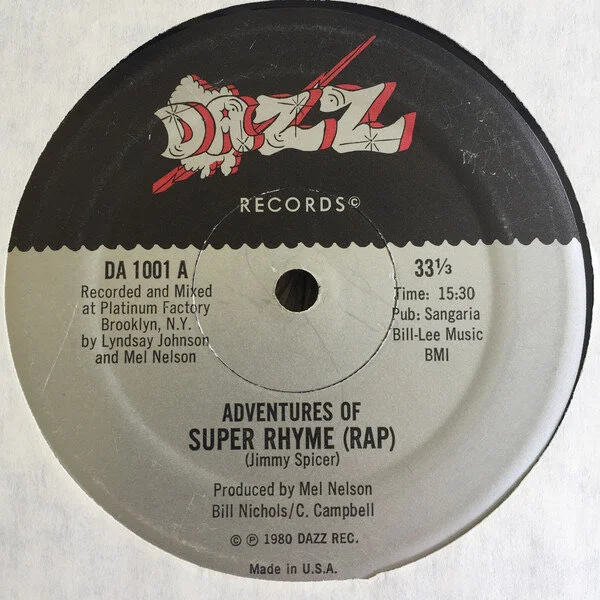 DAZZ
RECORDS©
DA 1001 A
Recorded and Mixed
at Platinum Factory
Brooklyn, N.Y.
by Lyndsay Johnson
and Mel Nelson
33⅓
Time: 15:30
Pub: Sangaria
Bill-Lee Music
BMI
ADVENTURES OF
SUPER RHYME (RAP)
(Jimmy Spicer)
Produced by Mel Nelson
Bill Nichols/C. Campbell
© ℗ 1980 DAZZ REC.
Made in U.S.A.